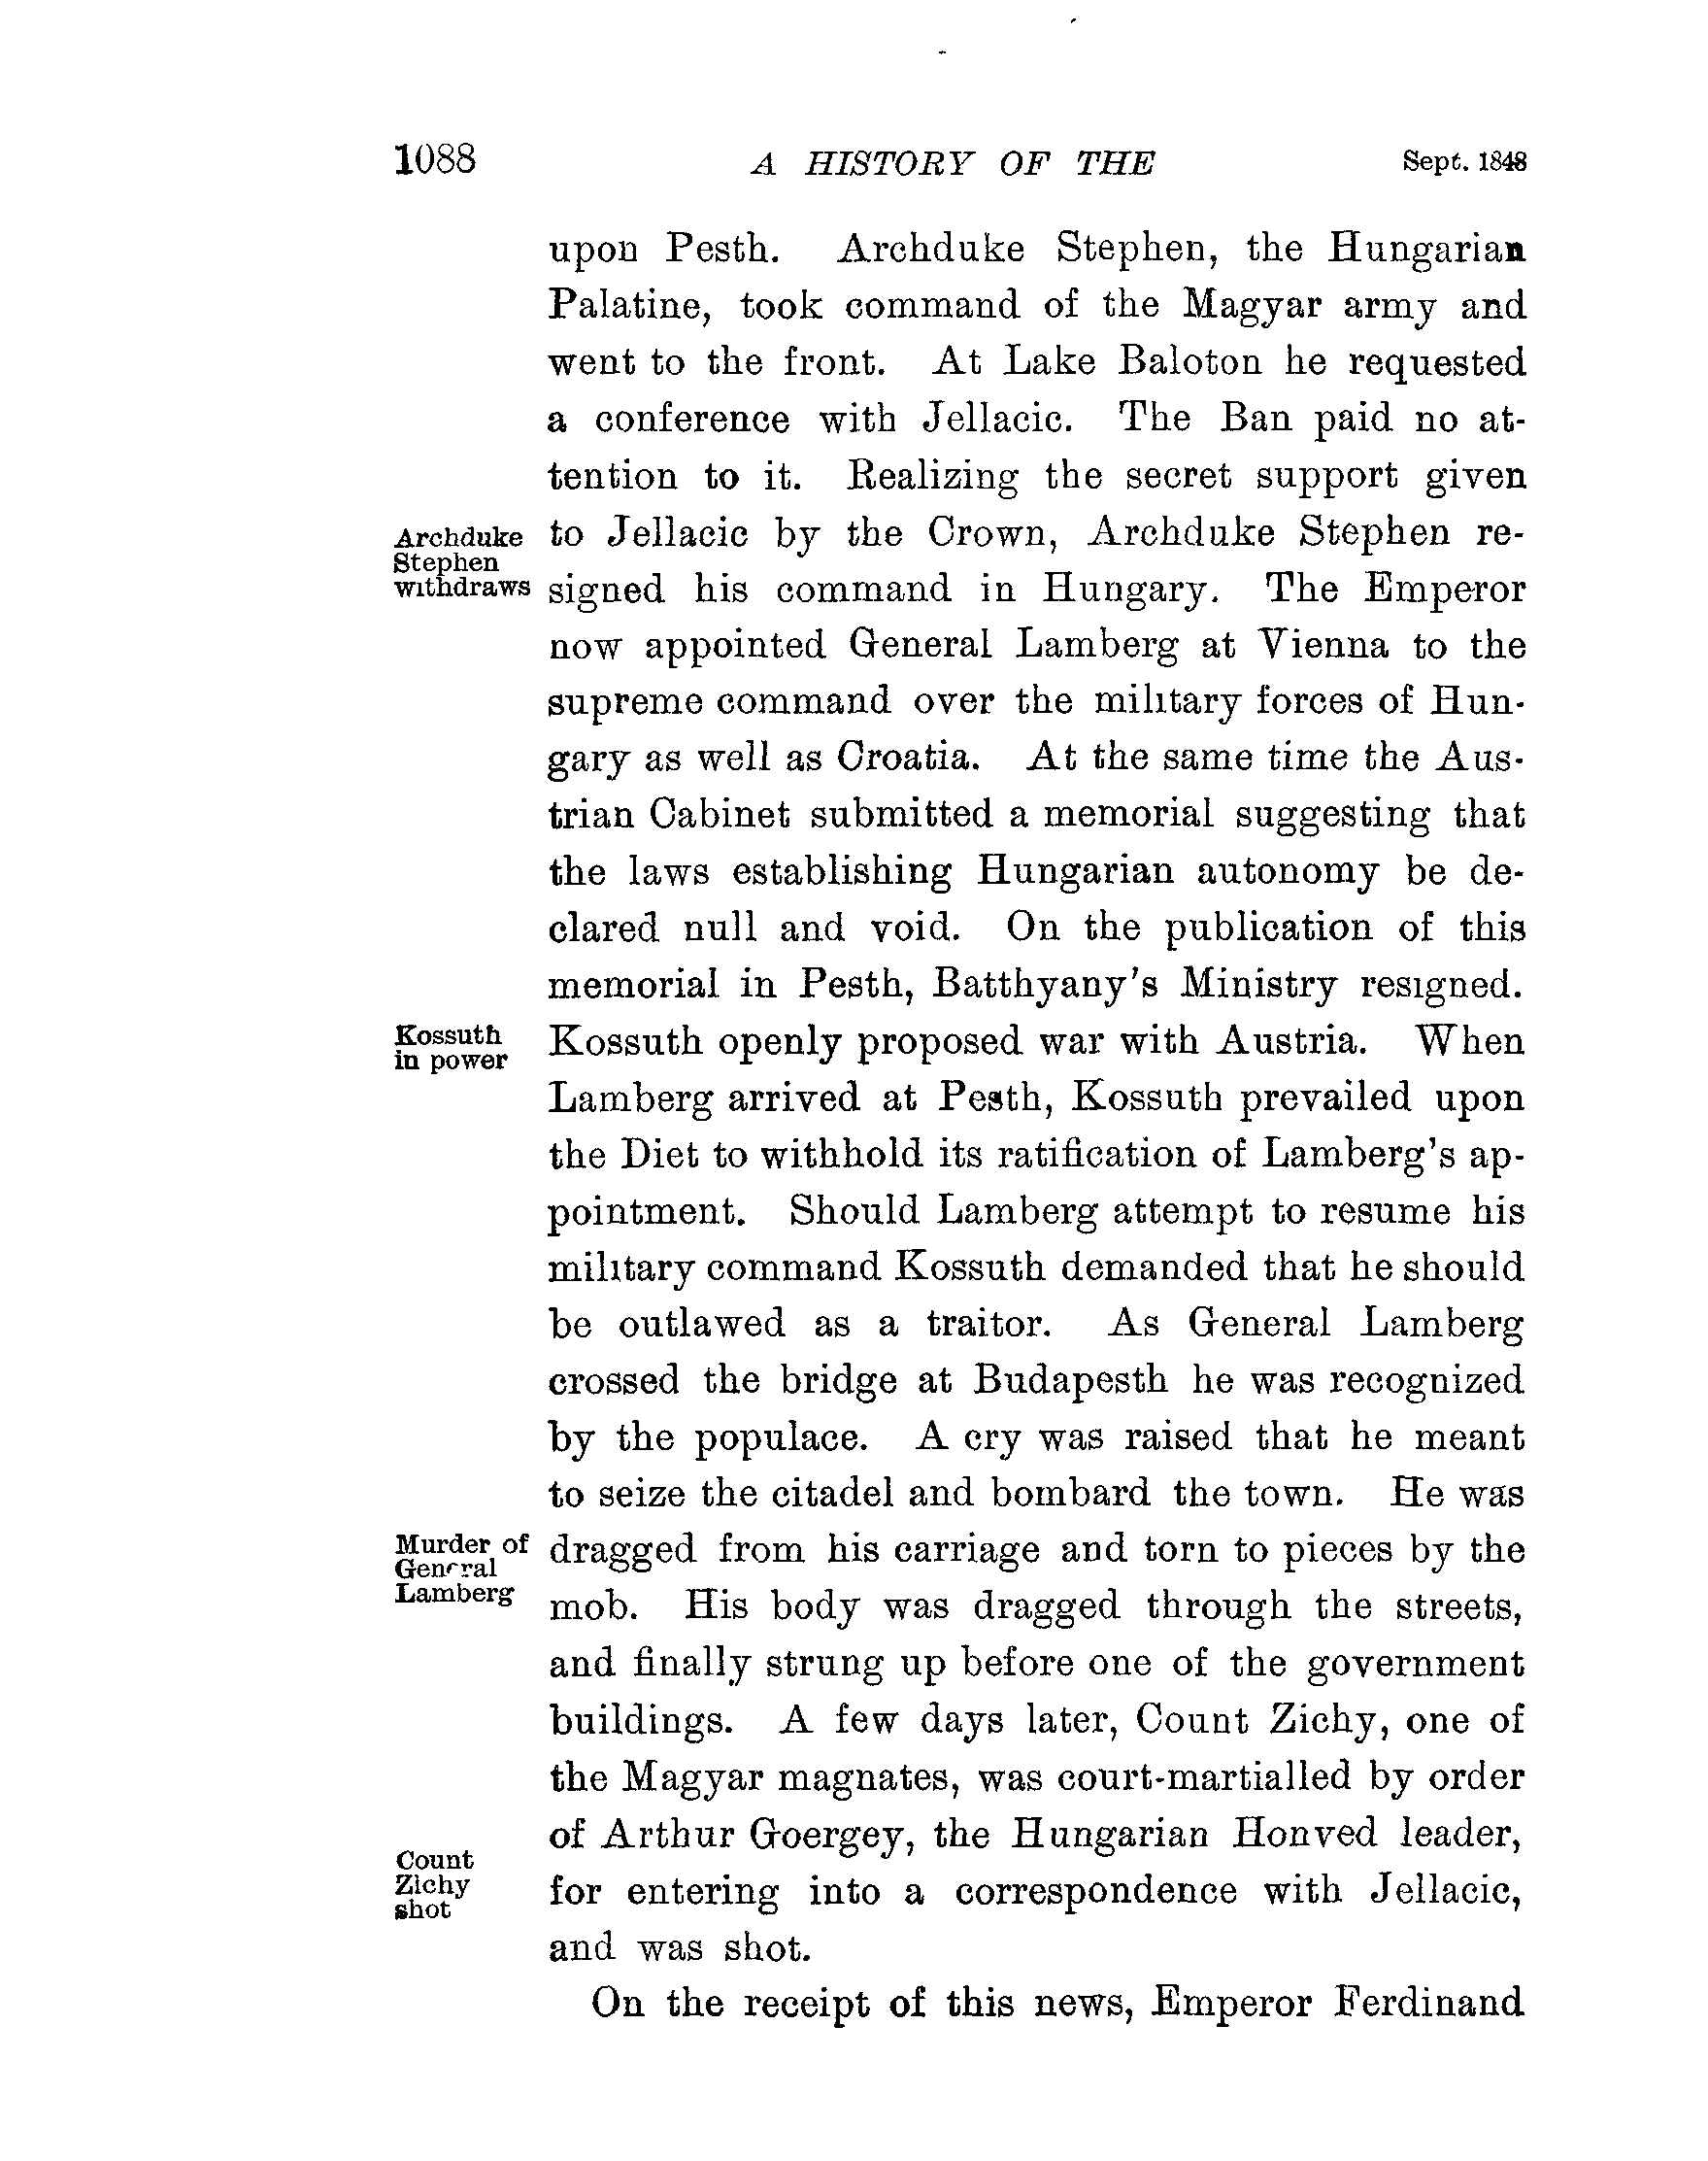 1088 A HISTORY OF THE Sept. 1848
upon Pesth. Archduke Stephen, the Hungarian
Palatine, took command of the Magyar army and
went to the front. At Lake Baloton he requested
a conference with Jellacic. The Ban paid no at-
tention to it. Realizing the secret support given
Archduke
Stephen
withdraws
to Jellacic by the Crown, Archduke Stephen re-
signed his command in Hungary. The Emperor
now appointed General Lamberg at Vienna to the
supreme command over the military forces of Hun-
gary as well as Croatia. At the same time the Aus-
trian Cabinet submitted a memorial suggesting that
the laws establishing Hungarian autonomy be de-
clared null and void. On the publication of this
memorial in Pesth, Batthyany's Ministry resigned.
Kossuth
in power
Kossuth openly proposed war with Austria. When
Lamberg arrived at Pesth, Kossuth prevailed upon
the Diet to withhold its ratification of Lamberg's ap-
pointment. Should Lamberg attempt to resume his
military command Kossuth demanded that he should
be outlawed as a traitor. As General Lamberg
crossed the bridge at Budapesth he was recognized
by the populace. A cry was raised that he meant
to seize the citadel and bombard the town. He was
Murder of
General
Lamberg
dragged from his carriage and torn to pieces by the
mob. His body was dragged through the streets,
and finally strung up before one of the government
buildings. A few days later, Count Zichy, one of
the Magyar magnates, was court-martialled by order
of Arthur Goergey, the Hungarian Honved leader,
Count
Zichy
shot
for entering into a correspondence with Jellacic,
and was shot.
On the receipt of this news, Emperor Ferdinand